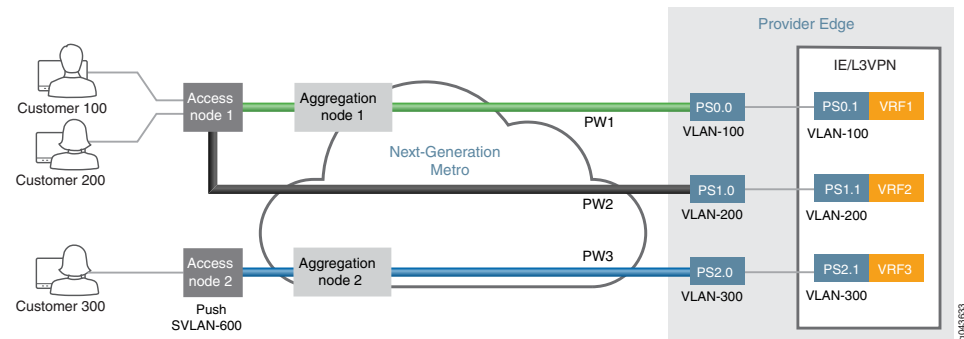 Provider Edge
IE/L3VPN
Customer 100
Access
node 1
Aggregation
node 1
PW1
PS0.0
VLAN-100
PS0.1
VRF1
VLAN-100
Customer 200
Next-Generation
Metro
PW2
PS1.0
VLAN-200
PS1.1
VRF2
VLAN-200
Customer 300
Access
node 2
Push
SVLAN-600
Aggregation
node 2
PW3
PS2.0
VLAN-300
PS2.1
VRF3
VLAN-300
g043633